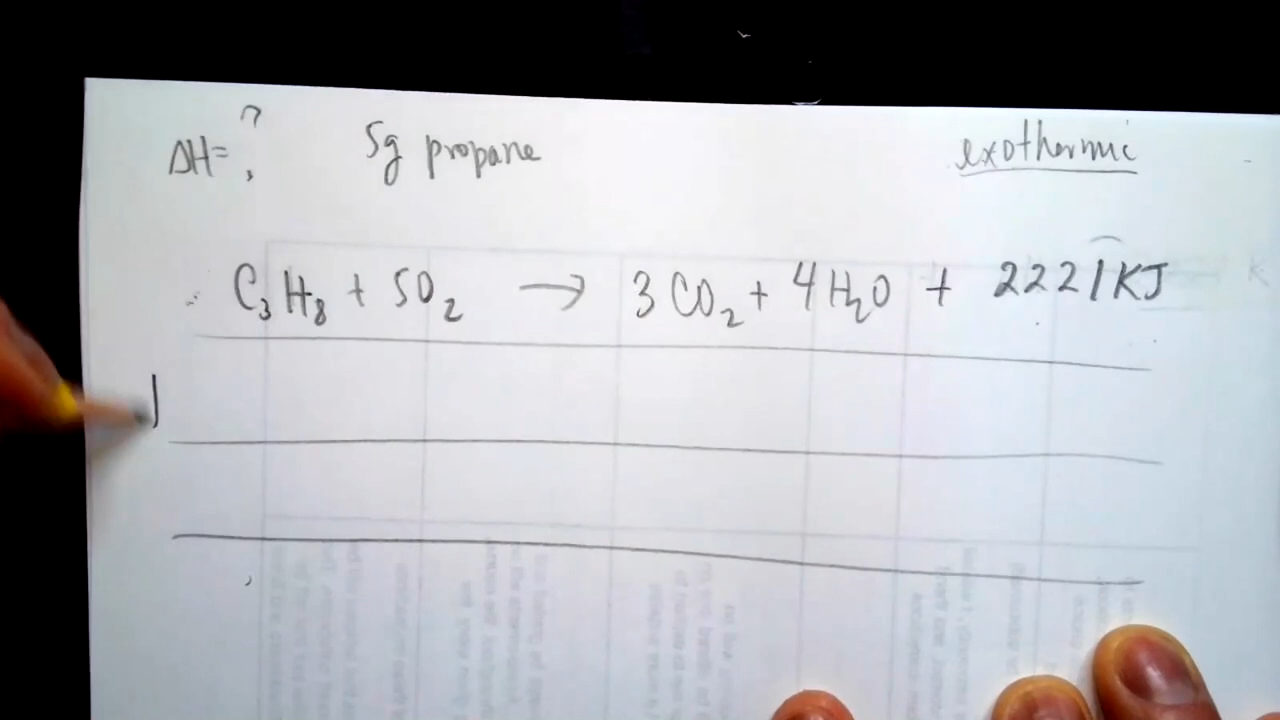 ΔH= ? 5g propane exothermic
C₃H₈ + 5O₂ → 3CO₂ + 4H₂O + 2221KJ